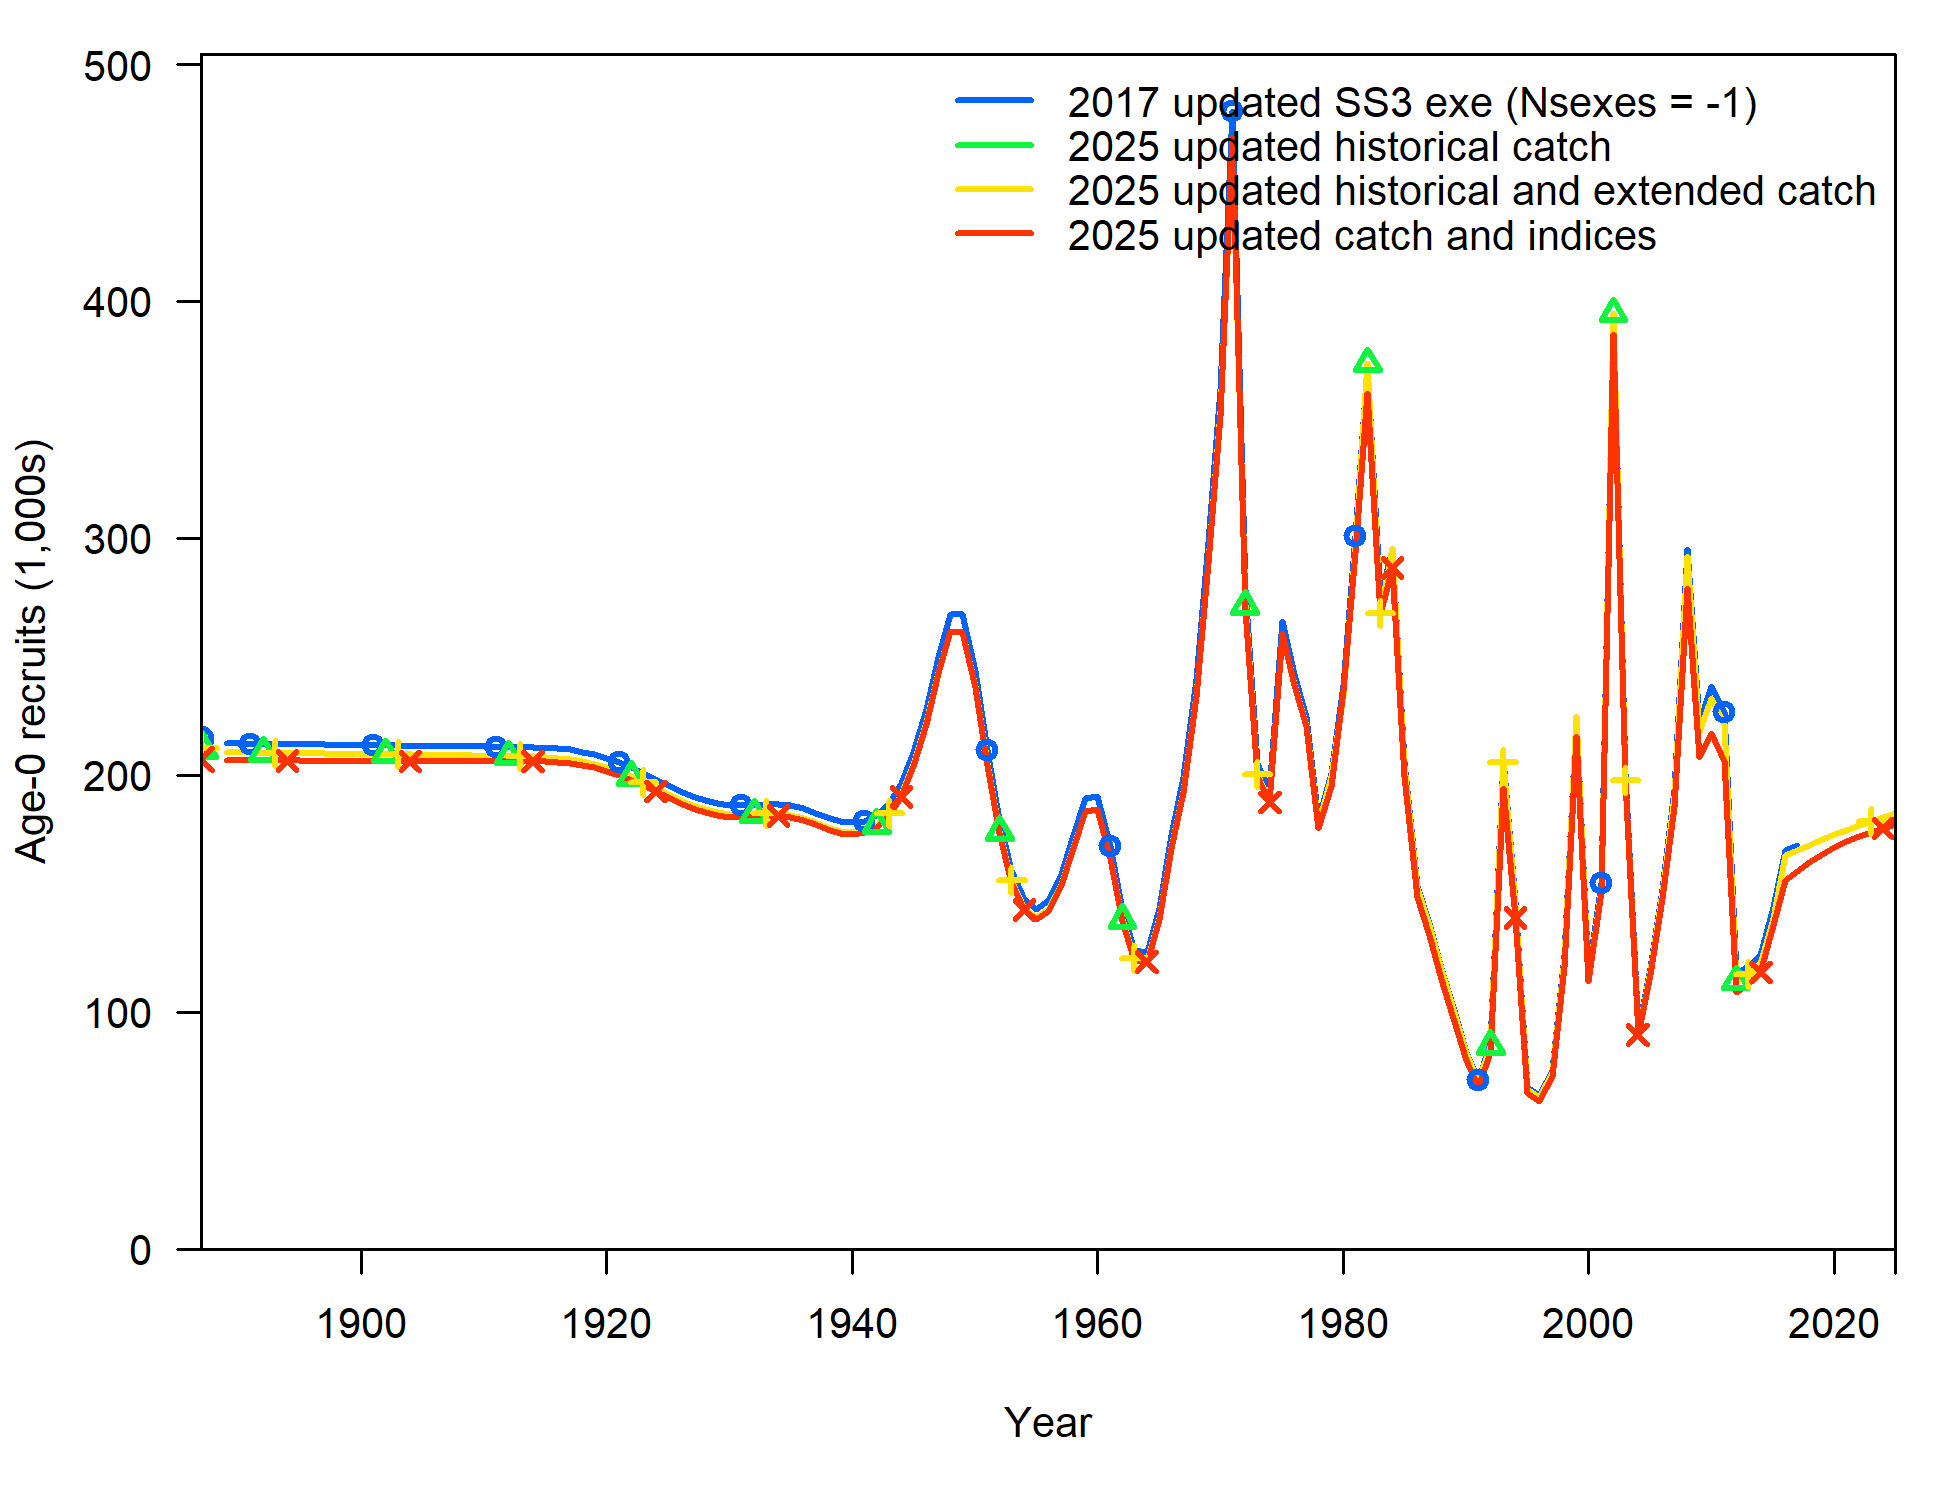 2017 updated SS3 exe (Nsexes = -1)
2025 updated historical catch
2025 updated historical and extended catch
2025 updated catch and indices
Age-0 recruits (1,000s)
500
400
300
200
100
0
1900 1920 1940 1960 1980 2000 2020
Year